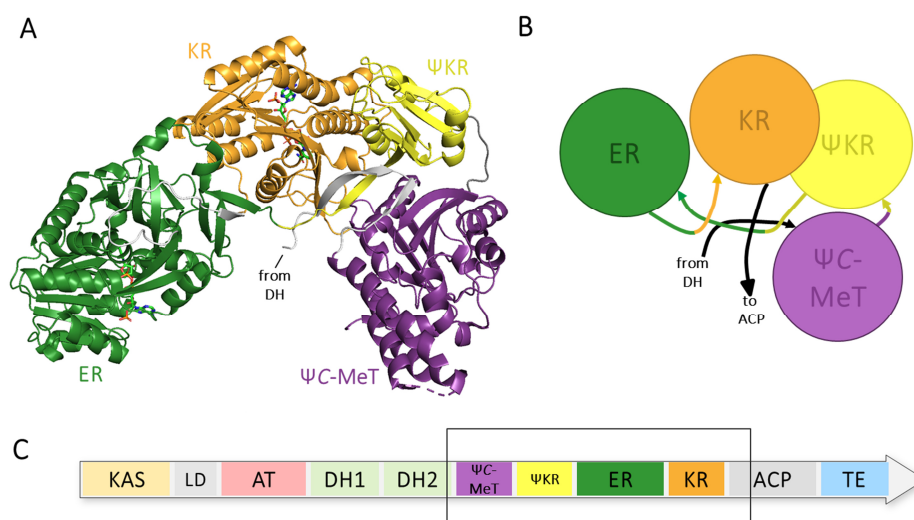 A
KR
ΨKR
from
DH
ER
ΨC-MeT
B
ER
KR
ΨKR
ΨC-
MeT
from
DH
to
ACP
C
KAS
LD
AT
DH1
DH2
ΨC-
MeT
ΨKR
ER
KR
ACP
TE